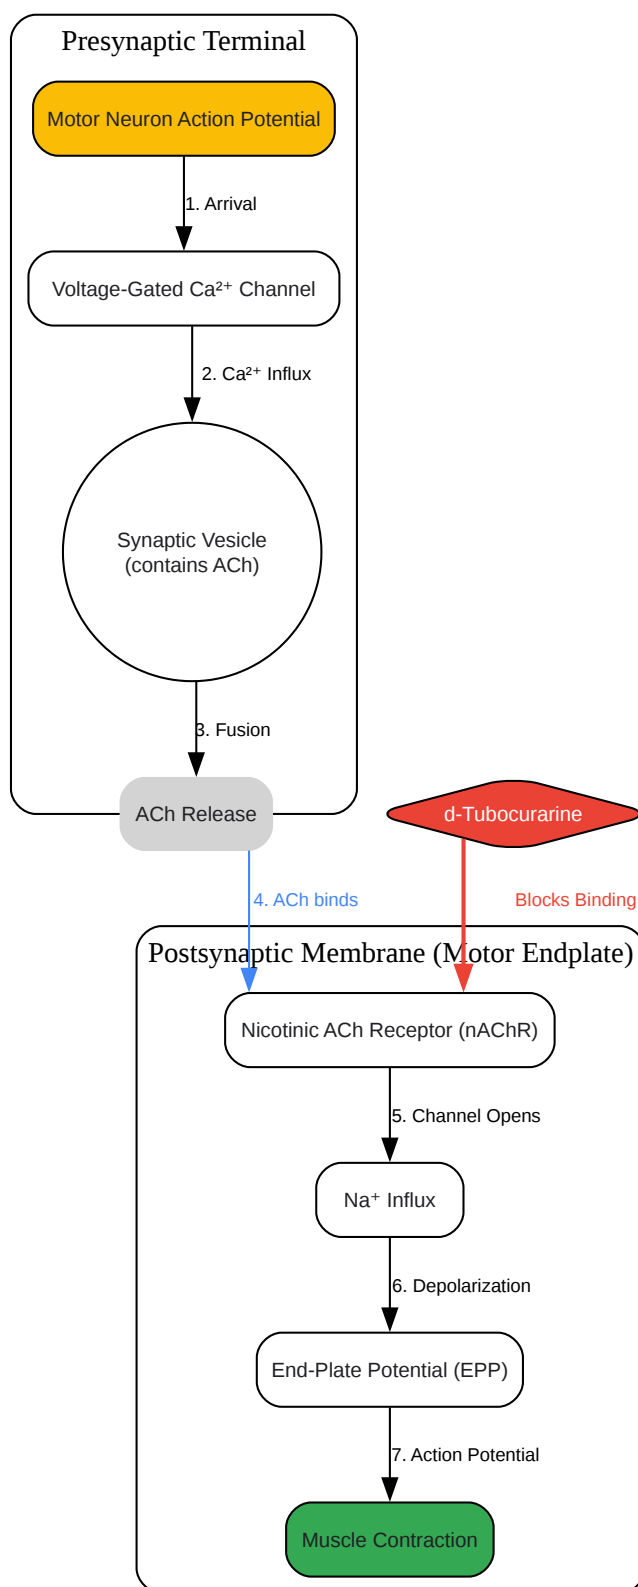 Presynaptic Terminal
Motor Neuron Action Potential
1. Arrival
Voltage-Gated Ca²⁺ Channel
2. Ca²⁺ Influx
Synaptic Vesicle
(contains ACh)
3. Fusion
ACh Release
d-Tubocurarine
4. ACh binds
Blocks Binding
Postsynaptic Membrane (Motor Endplate)
Nicotinic ACh Receptor (nAChR)
5. Channel Opens
Na⁺ Influx
6. Depolarization
End-Plate Potential (EPP)
7. Action Potential
Muscle Contraction